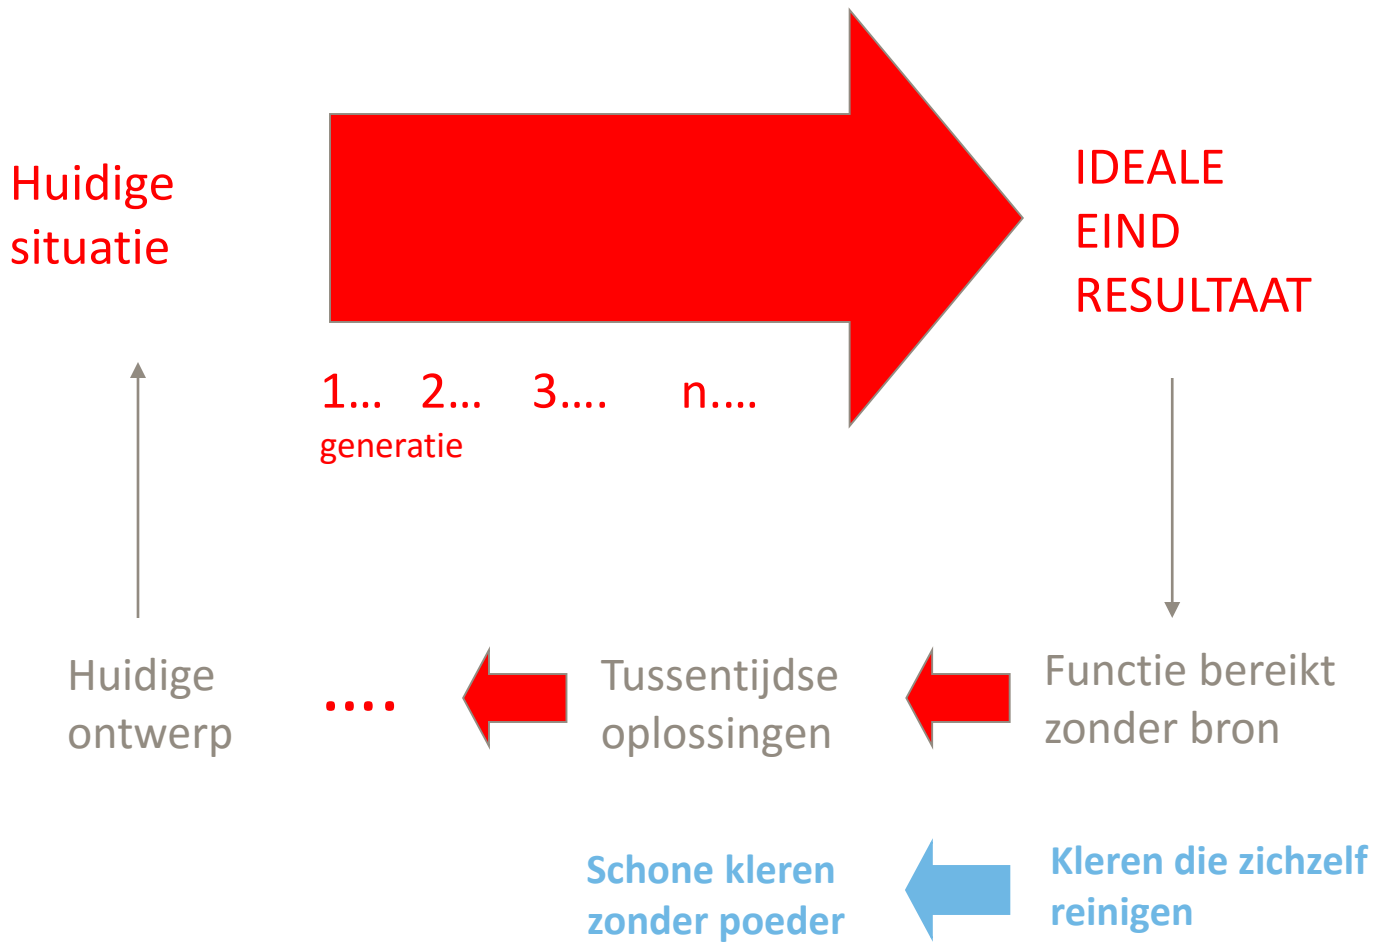 Huidige
situatie
IDEALE
EIND
RESULTAAT
1... 2... 3.... n....
generatie
Huidige
ontwerp
....
Tussentijdse
oplossingen
Functie bereikt
zonder bron
Schone kleren
zonder poeder
Kleren die zichzelf
reinigen